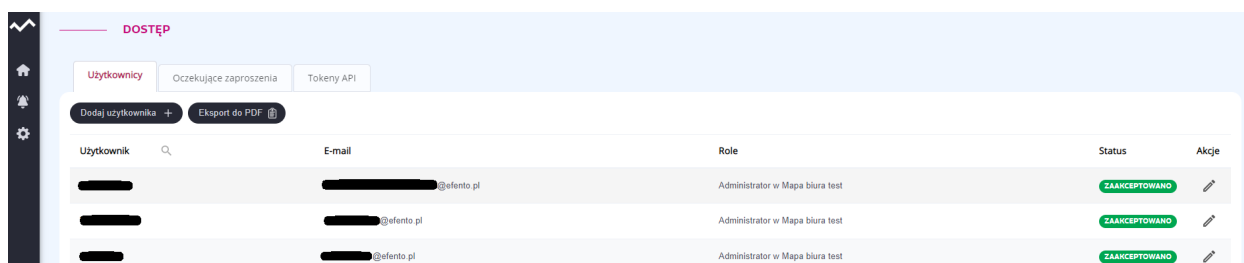 DOSTĘP
Użytkownicy Oczekujące zaproszenia Tokeny API
Dodaj użytkownika + Eksport do PDF
Użytkownik E-mail Role Status Akcje
@efento.pl Administrator w Mapa biura test ZAAKCEPTOWANO
@efento.pl Administrator w Mapa biura test ZAAKCEPTOWANO
@efento.pl Administrator w Mapa biura test ZAAKCEPTOWANO